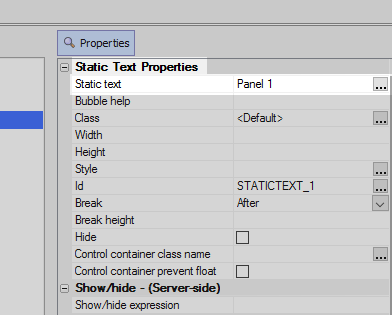 Properties
Static Text Properties
Static text Panel 1 ...
Bubble help
Class <Default> ...
Width
Height
Style ...
Id STATICTEXT_1 ...
Break After
Break height
Hide
Control container class name ...
Control container prevent float
Show/hide - (Server-side)
Show/hide expression